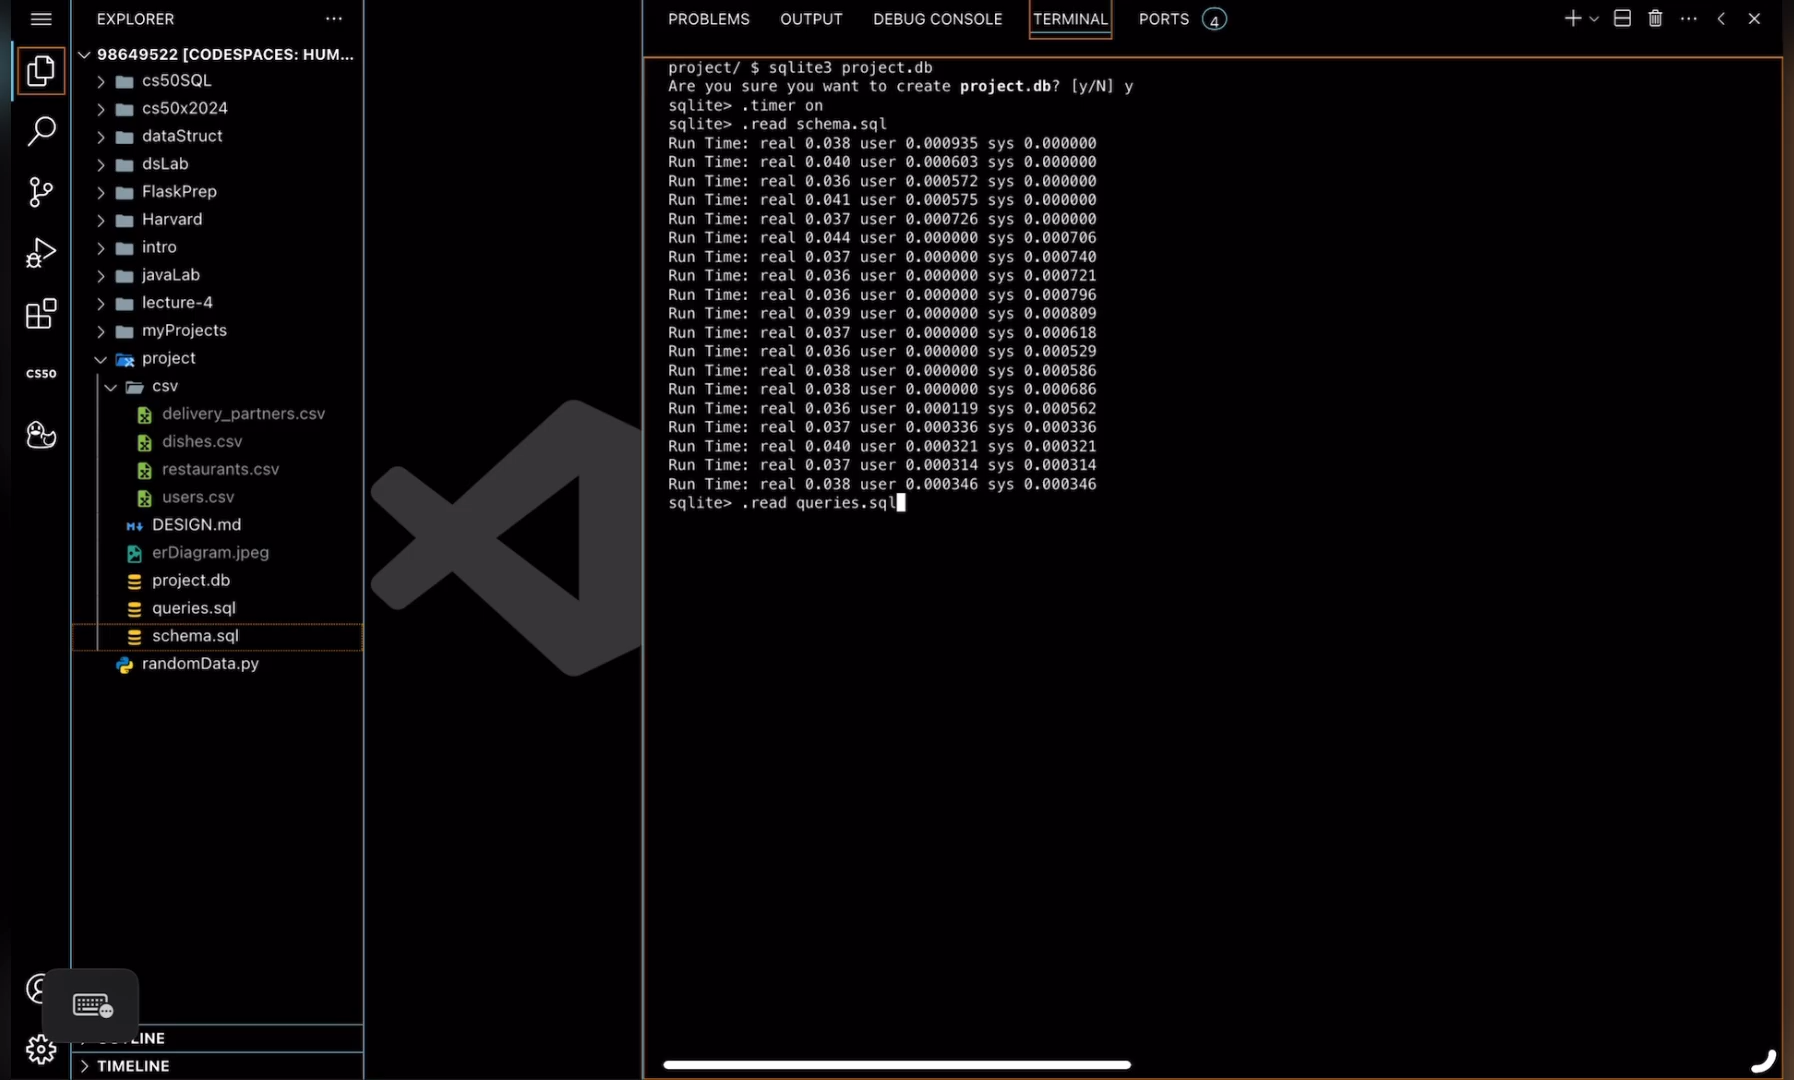 EXPLORER
98649522 [CODESPACES: HUM...
cs50SQL
cs50x2024
dataStruct
dsLab
FlaskPrep
Harvard
intro
javaLab
lecture-4
myProjects
project
csv
delivery_partners.csv
dishes.csv
restaurants.csv
users.csv
DESIGN.md
erDiagram.jpeg
project.db
queries.sql
schema.sql
randomData.py
TIMELINE
CS50
PROBLEMS OUTPUT DEBUG CONSOLE TERMINAL PORTS 4
project/ $ sqlite3 project.db
Are you sure you want to create project.db? [y/N] y
sqlite> .timer on
sqlite> .read schema.sql
Run Time: real 0.038 user 0.000935 sys 0.000000
Run Time: real 0.040 user 0.000603 sys 0.000000
Run Time: real 0.036 user 0.000572 sys 0.000000
Run Time: real 0.041 user 0.000575 sys 0.000000
Run Time: real 0.037 user 0.000726 sys 0.000000
Run Time: real 0.044 user 0.000000 sys 0.000706
Run Time: real 0.037 user 0.000000 sys 0.000740
Run Time: real 0.036 user 0.000000 sys 0.000721
Run Time: real 0.036 user 0.000000 sys 0.000796
Run Time: real 0.039 user 0.000000 sys 0.000809
Run Time: real 0.037 user 0.000000 sys 0.000618
Run Time: real 0.036 user 0.000000 sys 0.000529
Run Time: real 0.038 user 0.000000 sys 0.000586
Run Time: real 0.038 user 0.000000 sys 0.000686
Run Time: real 0.036 user 0.000119 sys 0.000562
Run Time: real 0.037 user 0.000336 sys 0.000336
Run Time: real 0.040 user 0.000321 sys 0.000321
Run Time: real 0.037 user 0.000314 sys 0.000314
Run Time: real 0.038 user 0.000346 sys 0.000346
sqlite> .read queries.sql